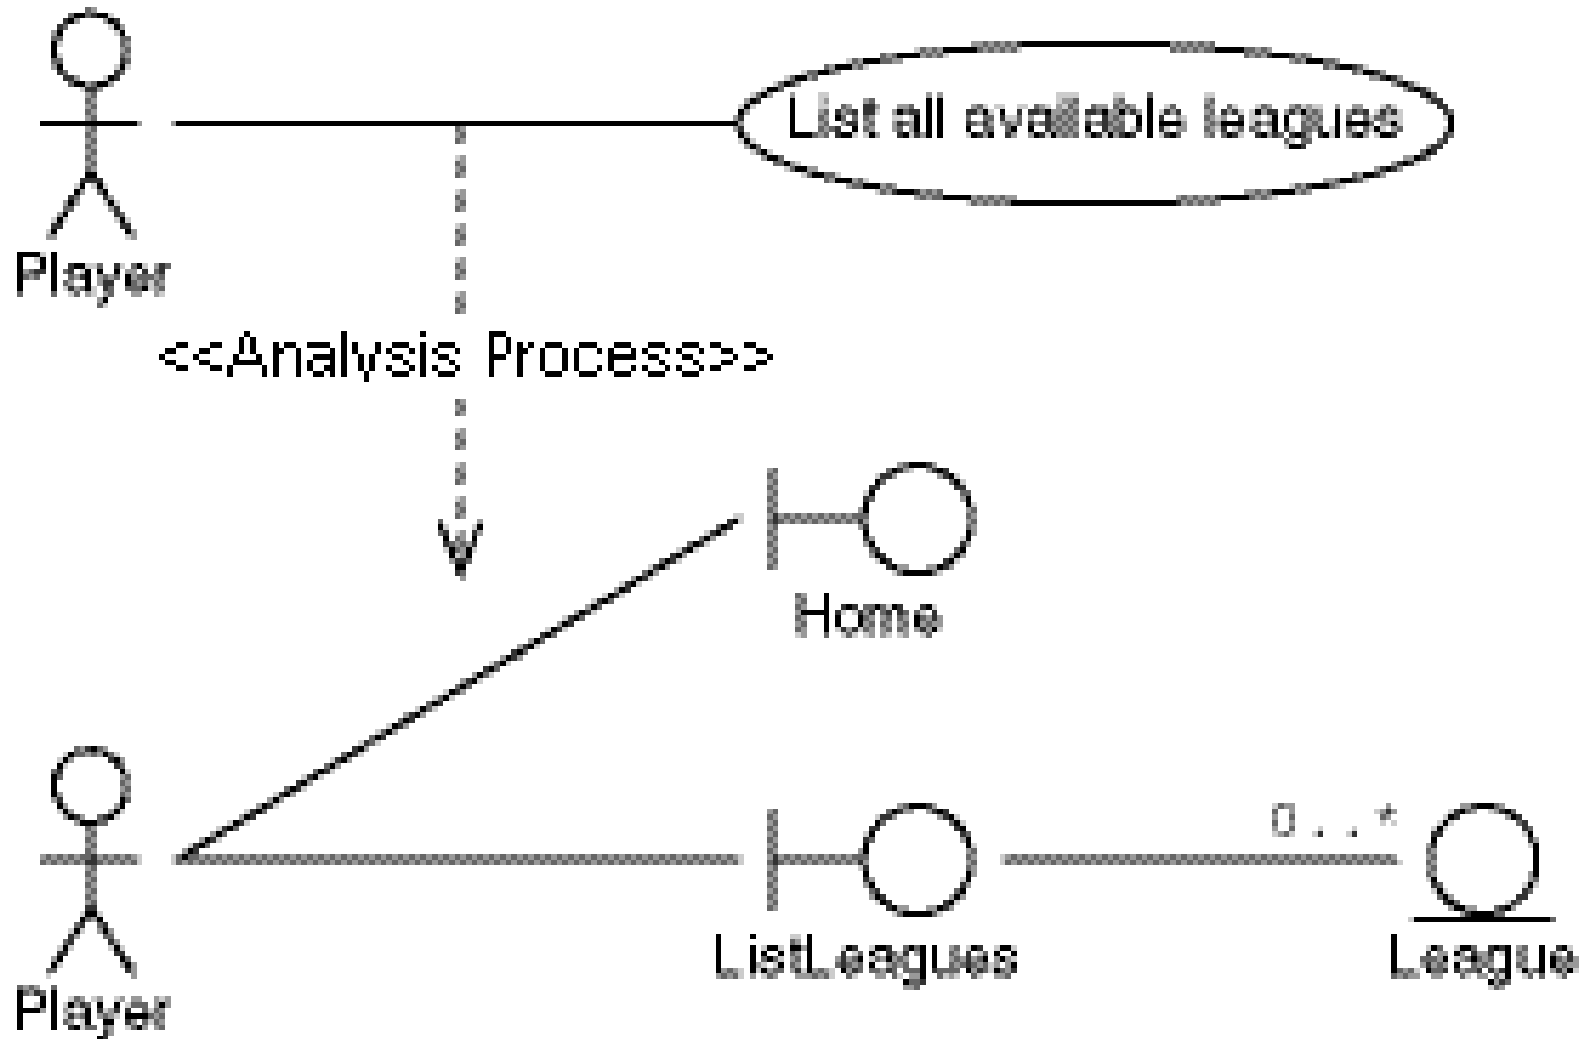 List all available leagues
Player
<<Analysis Process>>
Home
0..*
ListLeagues
League
Player